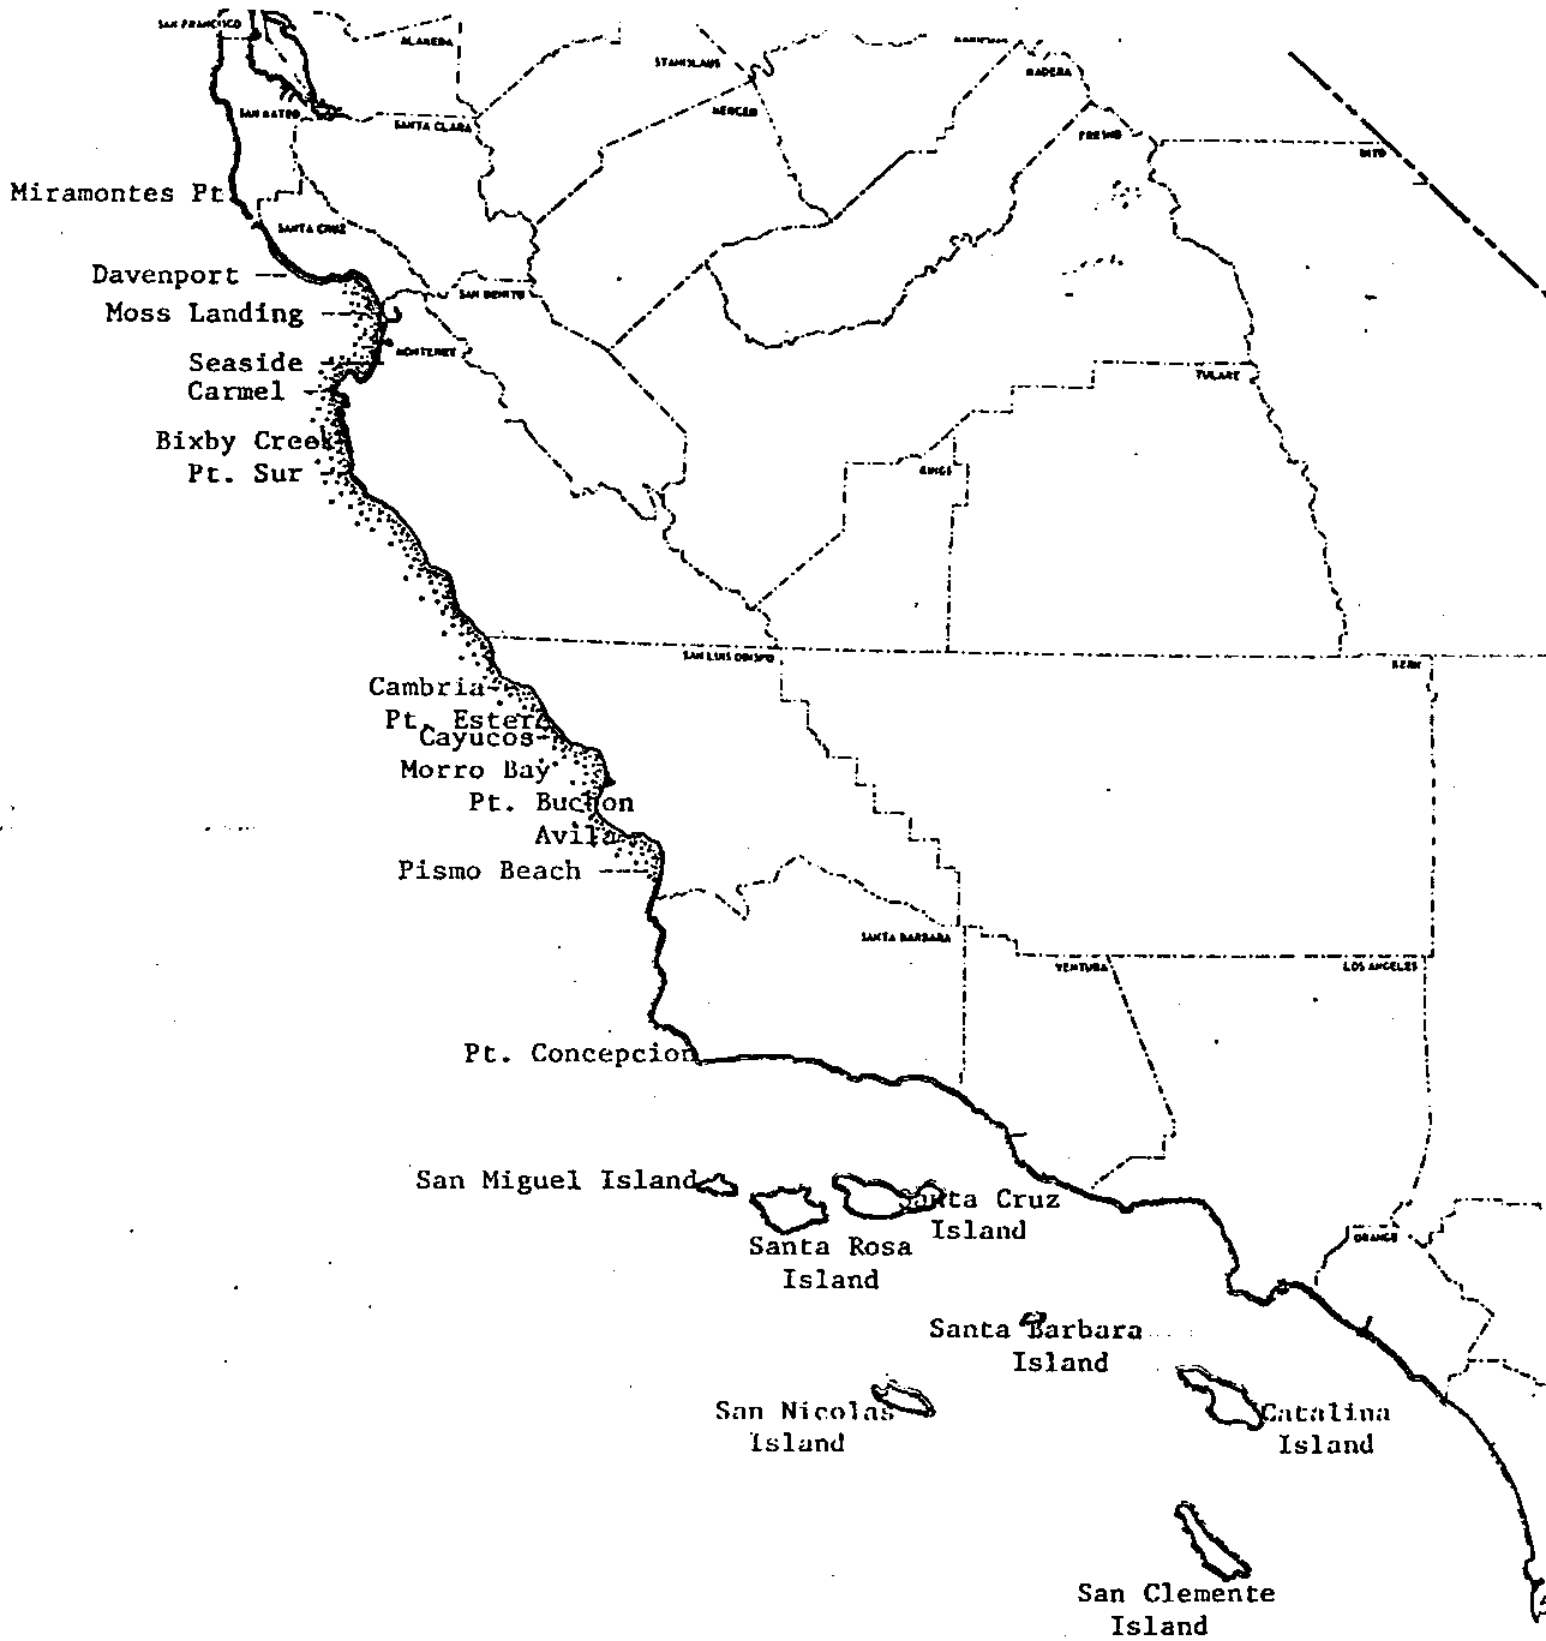 SAN FRANCISCO
ALAMEDA
STANISLAUS
MADERA
SAN MATEO
SANTA CLARA
MERCED
FRESNO
INYO
Miramontes Pt
SANTA CRUZ
Davenport
SAN BENITO
Moss Landing
MONTEREY
Seaside
TULARE
Carmel
Bixby Creek
KINGS
Pt. Sur
SAN LUIS OBISPO
KERN
Cambria
Pt. Estero
Cayucos
Morro Bay
Pt. Buchon
Avila
Pismo Beach
SANTA BARBARA
VENTURA
LOS ANGELES
Pt. Concepcion
San Miguel Island
Santa Cruz
Island
Santa Rosa
Island
ORANGE
Santa Barbara
Island
San Nicolas
Island
Catalina
Island
San Clemente
Island